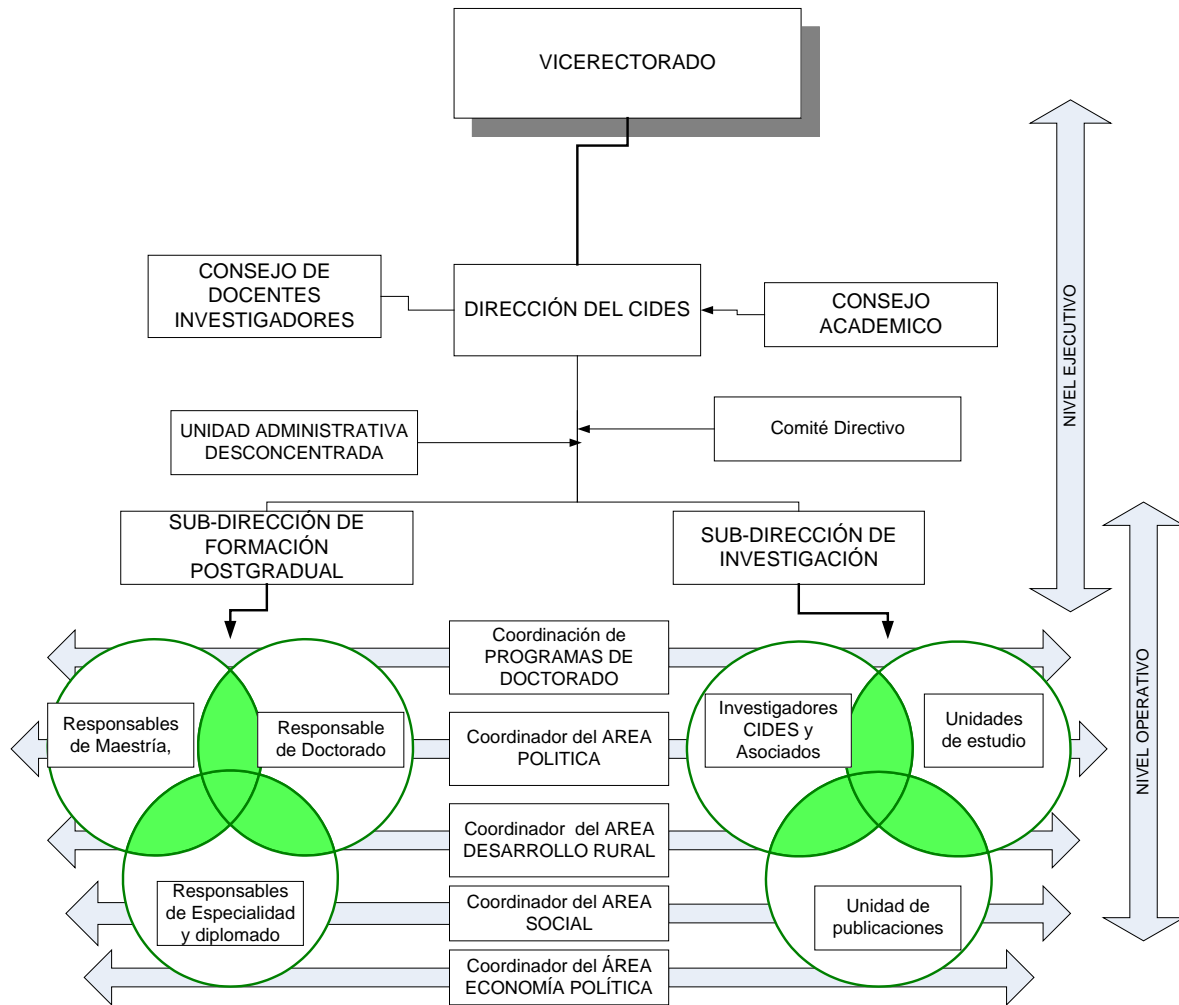 VICERECTORADO
CONSEJO DE
DOCENTES
INVESTIGADORES
DIRECCIÓN DEL CIDES
CONSEJO
ACADEMICO
NIVEL EJECUTIVO
UNIDAD ADMINISTRATIVA
DESCONCENTRADA
Comité Directivo
SUB-DIRECCIÓN DE
FORMACIÓN
POSTGRADUAL
SUB-DIRECCIÓN DE
INVESTIGACIÓN
NIVEL OPERATIVO
Coordinación de
PROGRAMAS DE
DOCTORADO
Responsables
de Maestría,
Responsable
de Doctorado
Coordinador del AREA
POLITICA
Investigadores
CIDES y
Asociados
Unidades
de estudio
Coordinador del AREA
DESARROLLO RURAL
Responsables
de Especialidad
y diplomado
Coordinador del AREA
SOCIAL
Unidad de
publicaciones
Coordinador del ÁREA
ECONOMÍA POLÍTICA